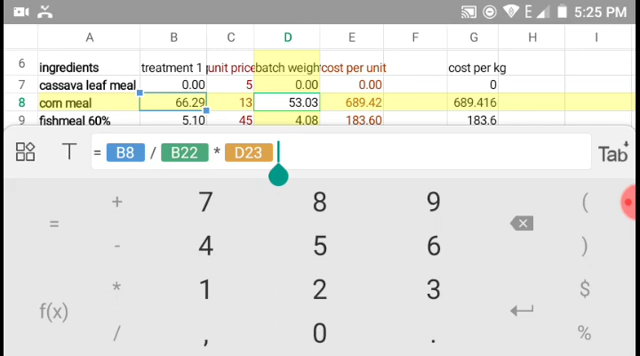 E 5:25 PM
A B C D E F G H I
6 ingredients treatment 1 unit price batch weigh cost per unit cost per kg
7 cassava leaf meal 0.00 5 0.00 0.00 0
8 corn meal 66.29 13 53.03 689.42 689.416
9 fishmeal 60% 5.10 45 4.08 183.60 183.6
T = B8 / B22 * D23 Tab
+ 7 8 9 (
=
- 4 5 6 )
* 1 2 3 $
f(x)
/ , 0 . %